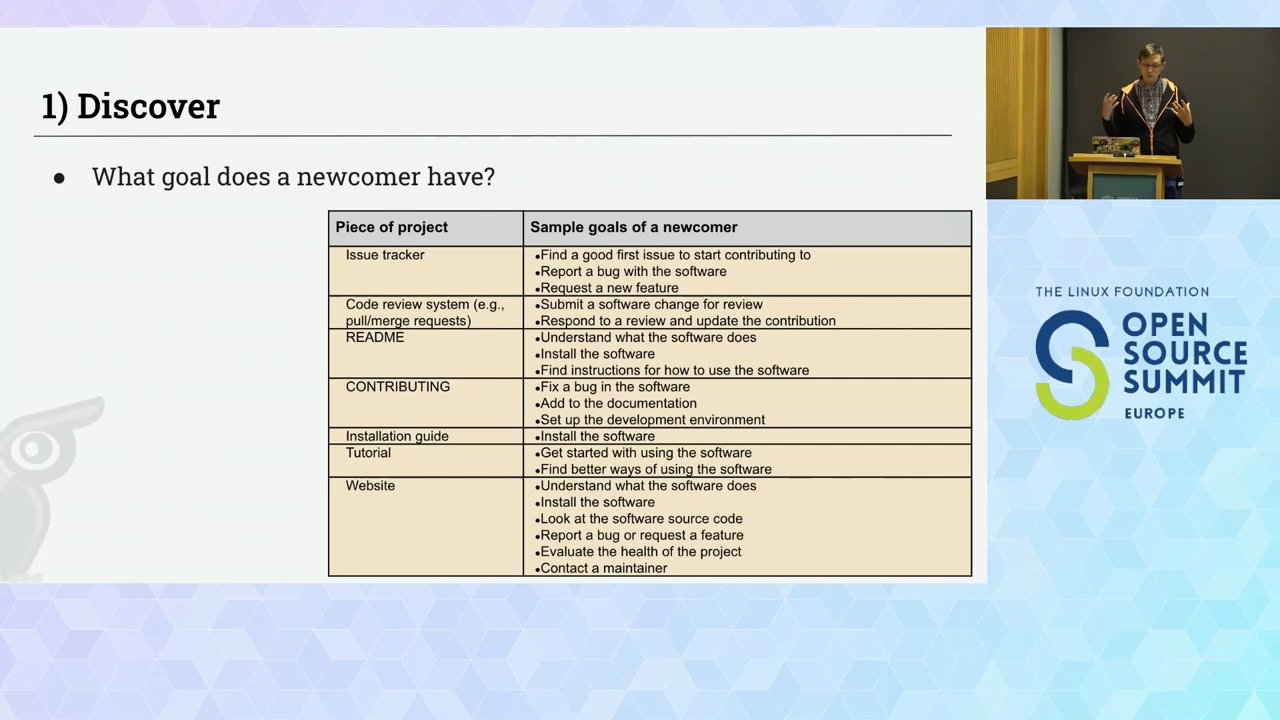 1) Discover
● What goal does a newcomer have?
Piece of project
Sample goals of a newcomer
Issue tracker
•Find a good first issue to start contributing to
•Report a bug with the software
•Request a new feature
Code review system (e.g.,
pull/merge requests)
•Submit a software change for review
•Respond to a review and update the contribution
README
•Understand what the software does
•Install the software
•Find instructions for how to use the software
CONTRIBUTING
•Fix a bug in the software
•Add to the documentation
•Set up the development environment
Installation guide
•Install the software
Tutorial
•Get started with using the software
•Find better ways of using the software
Website
•Understand what the software does
•Install the software
•Look at the software source code
•Report a bug or request a feature
•Evaluate the health of the project
•Contact a maintainer
THE LINUX FOUNDATION
OPEN
SOURCE
SUMMIT
EUROPE